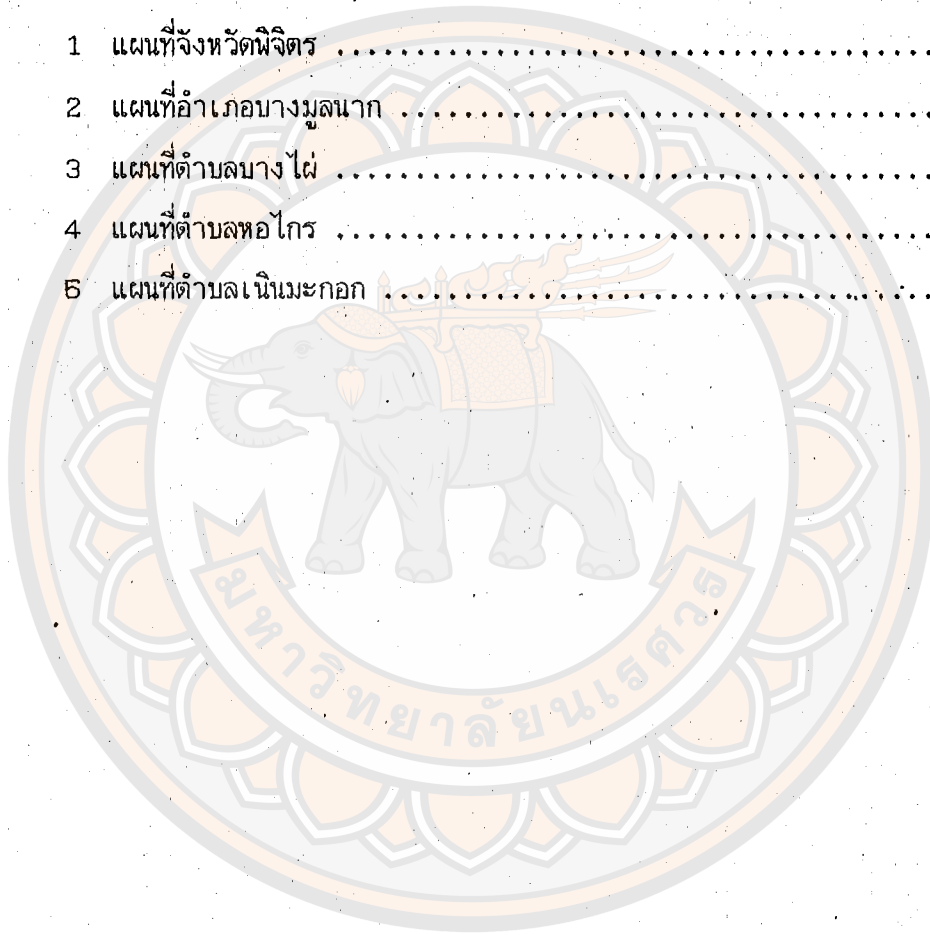 1 แผนที่จังหวัดพิจิตร ........................................
2 แผนที่อำเภอบางมูลนาก ........................................
3 แผนที่ตำบลบางไผ่ ........................................
4 แผนที่ตำบลหอไกร ........................................
5 แผนที่ตำบลเนินมะกอก ........................................
มหาวิทยาลัยนเรศวร